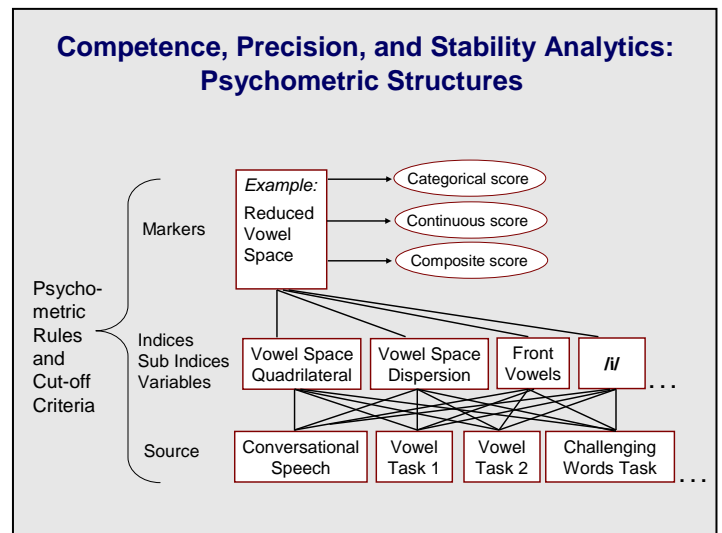 Competence, Precision, and Stability Analytics:
Psychometric Structures
Psycho-
metric
Rules
and
Cut-off
Criteria
Markers
Example:
Reduced
Vowel
Space
Categorical score
Continuous score
Composite score
Indices
Sub Indices
Variables
Vowel Space
Quadrilateral
Vowel Space
Dispersion
Front
Vowels
/i/
. . .
Source
Conversational
Speech
Vowel
Task 1
Vowel
Task 2
Challenging
Words Task
. . .